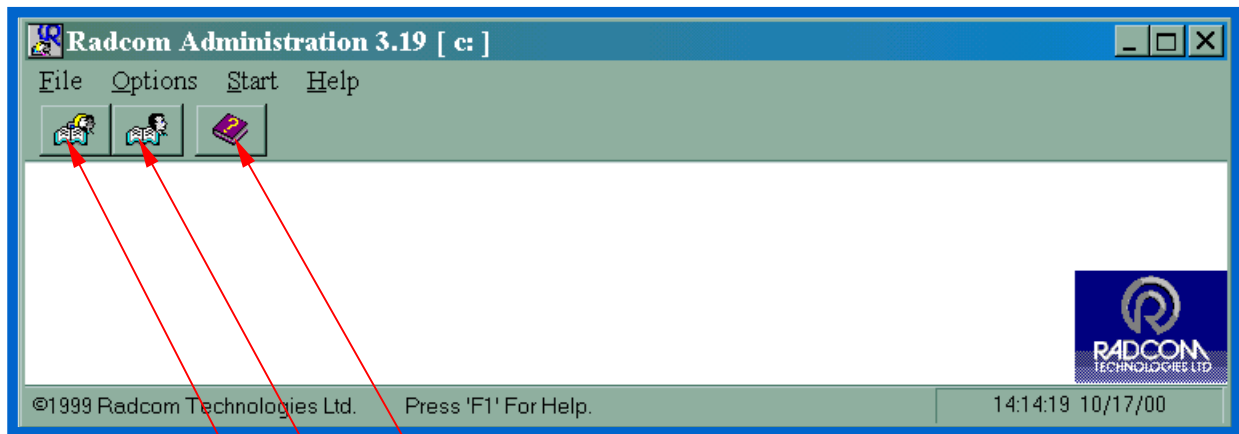 Radcom Administration 3.19 [ c: ]
File Options Start Help
RADCOM
TECHNOLOGIES LTD
©1999 Radcom Technologies Ltd. Press 'F1' For Help. 14:14:19 10/17/00